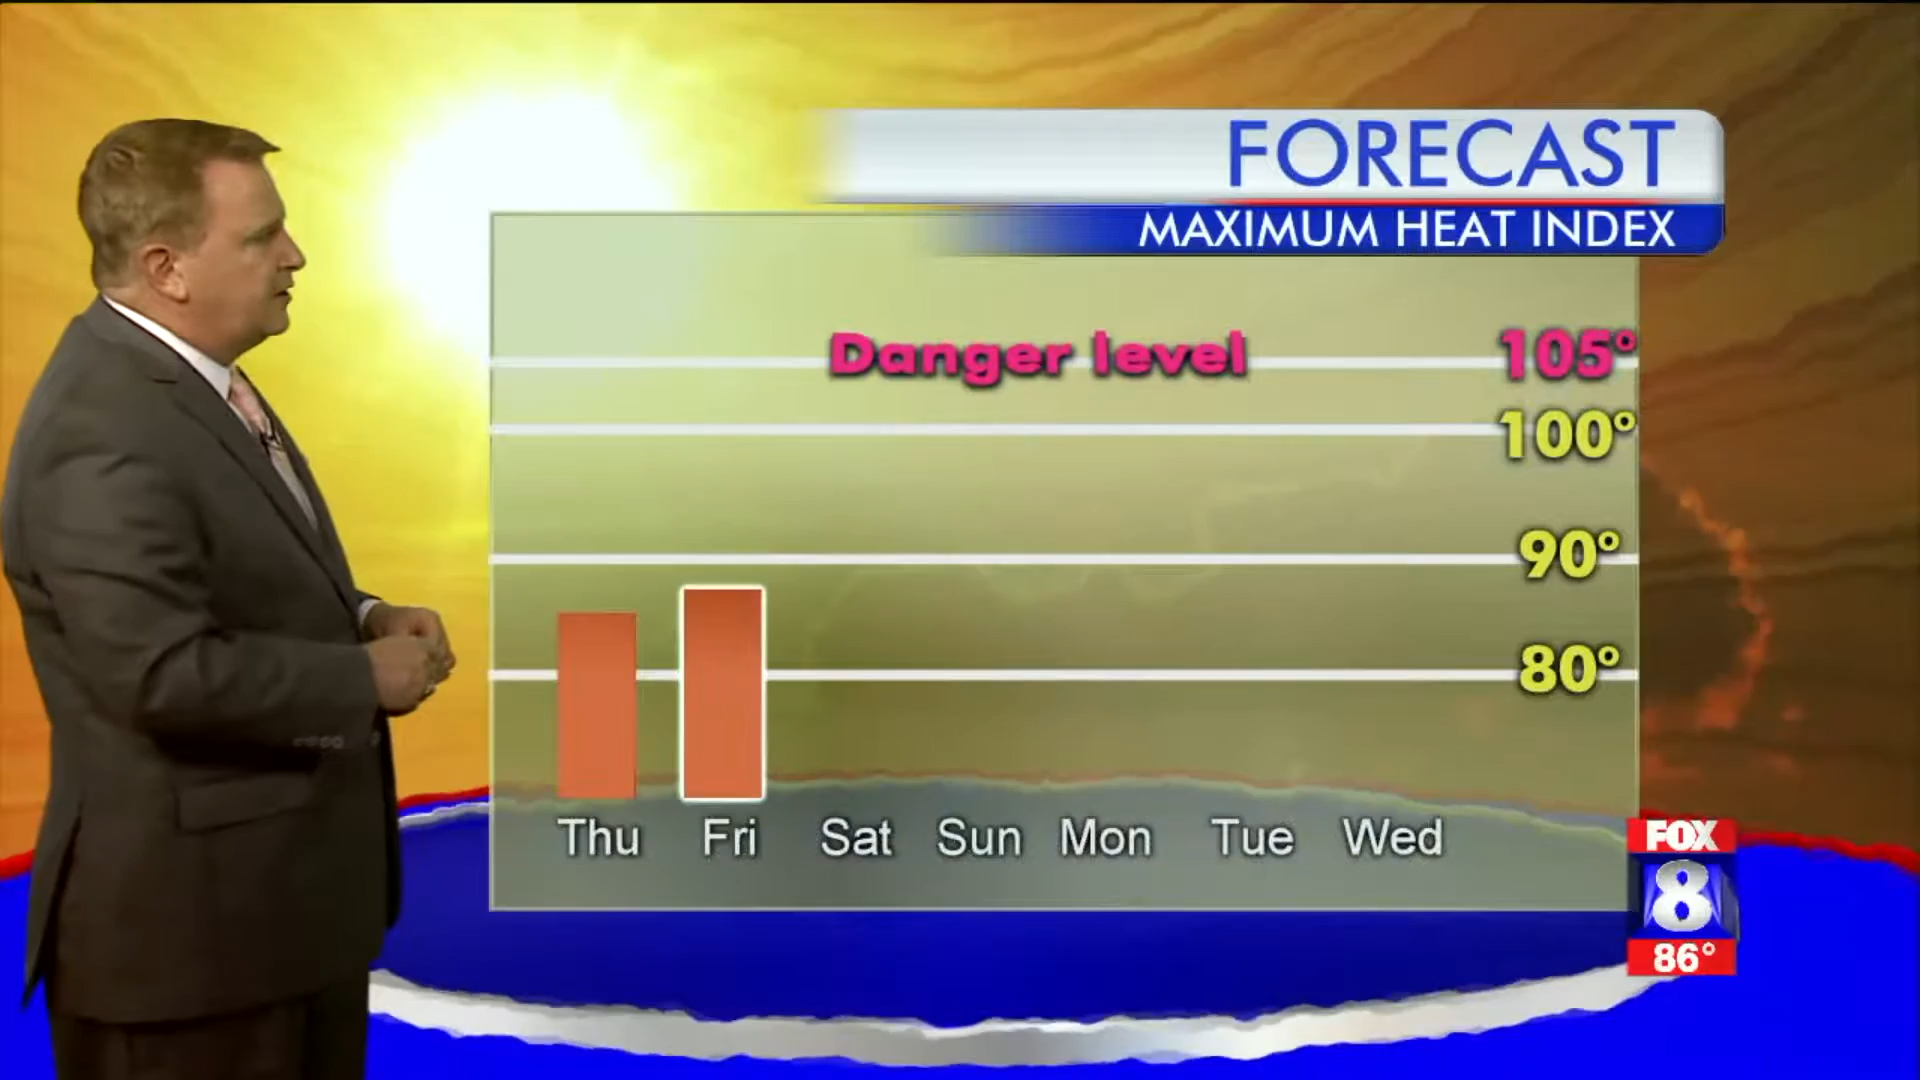 FORECAST
MAXIMUM HEAT INDEX
Danger level 105°
100°
90°
80°
Thu Fri Sat Sun Mon Tue Wed
FOX
8
86°